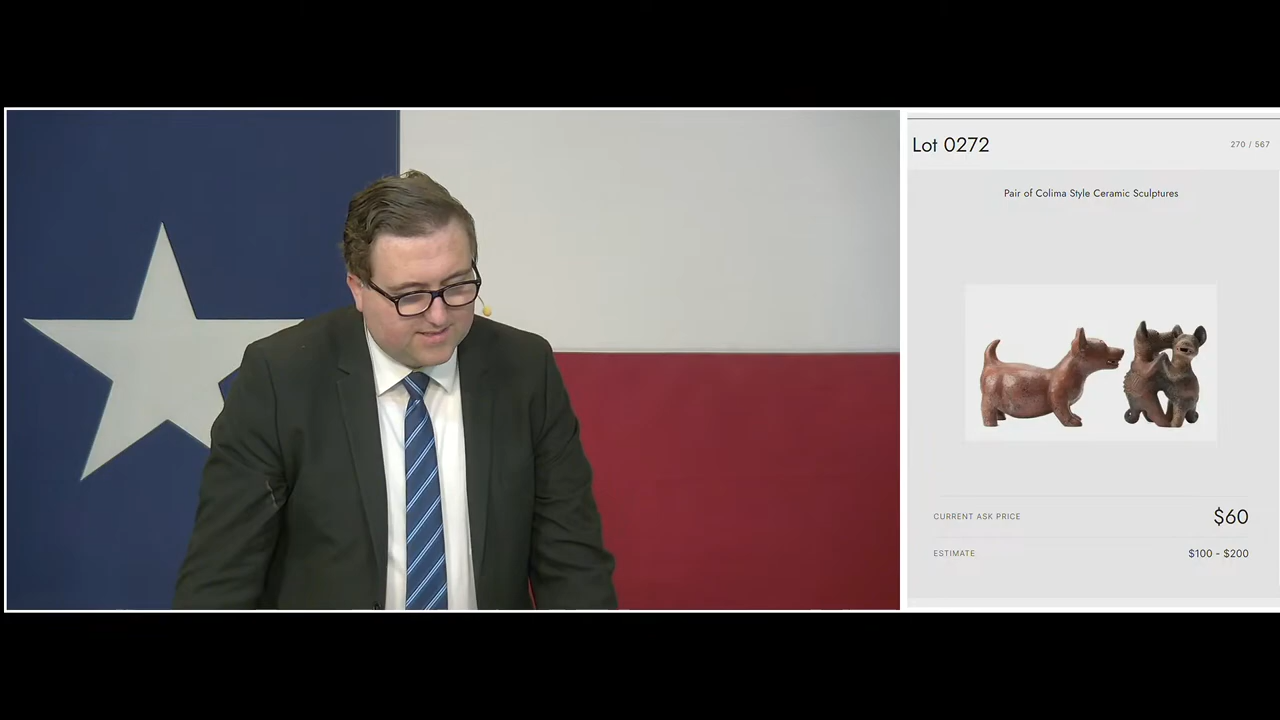 Lot 0272
270 / 567
Pair of Colima Style Ceramic Sculptures
CURRENT ASK PRICE
$60
ESTIMATE
$100 - $200